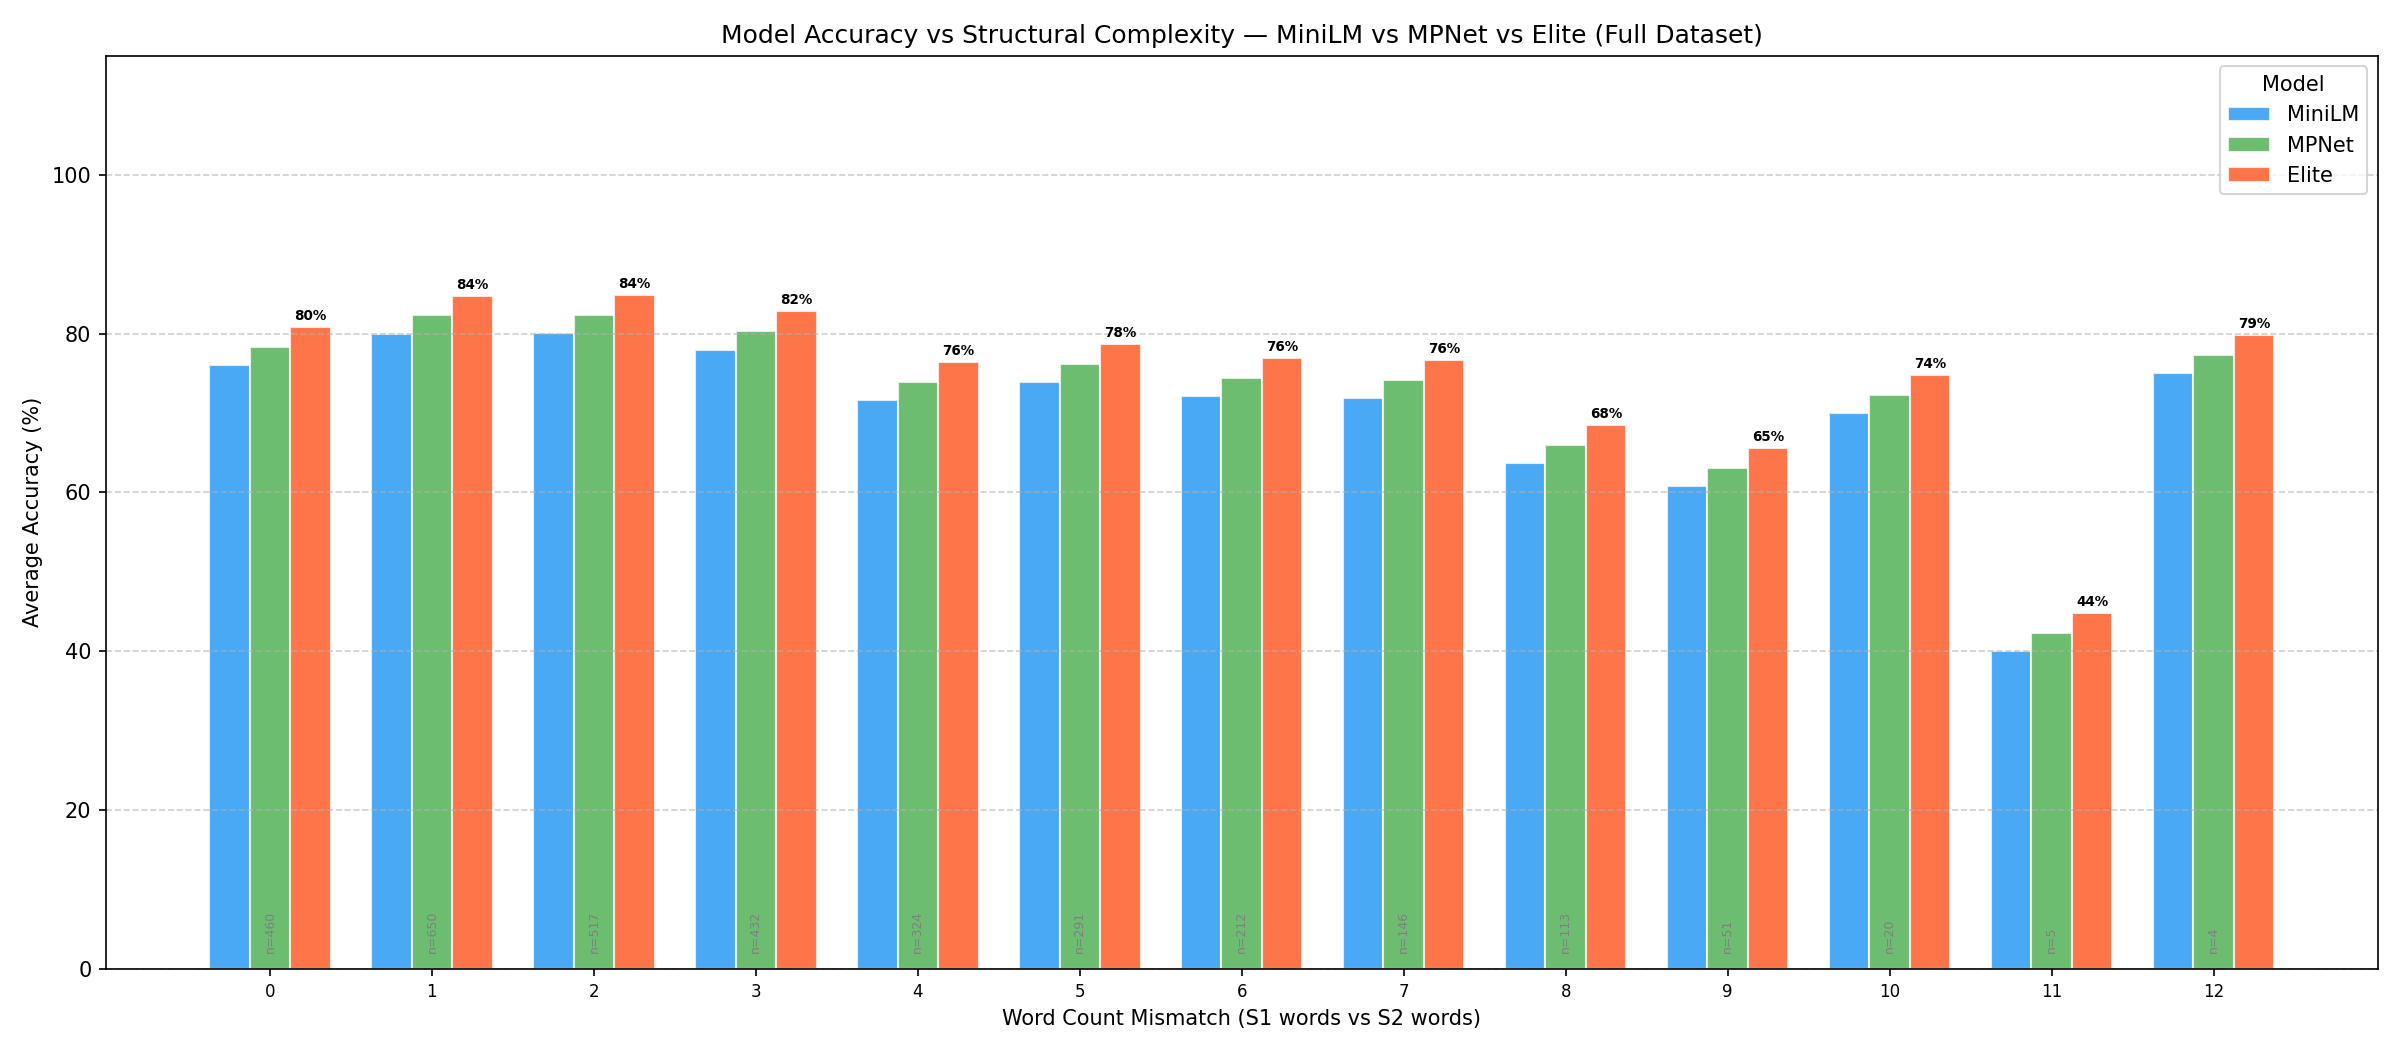 Model Accuracy vs Structural Complexity — MiniLM vs MPNet vs Elite (Full Dataset)
Model
MiniLM
MPNet
Elite
Average Accuracy (%)
100
80
60
40
20
0
80%
84%
84%
82%
76%
78%
76%
76%
68%
65%
74%
44%
79%
n=460
n=650
n=517
n=432
n=324
n=291
n=212
n=146
n=113
n=51
n=20
n=5
n=4
0 1 2 3 4 5 6 7 8 9 10 11 12
Word Count Mismatch (S1 words vs S2 words)